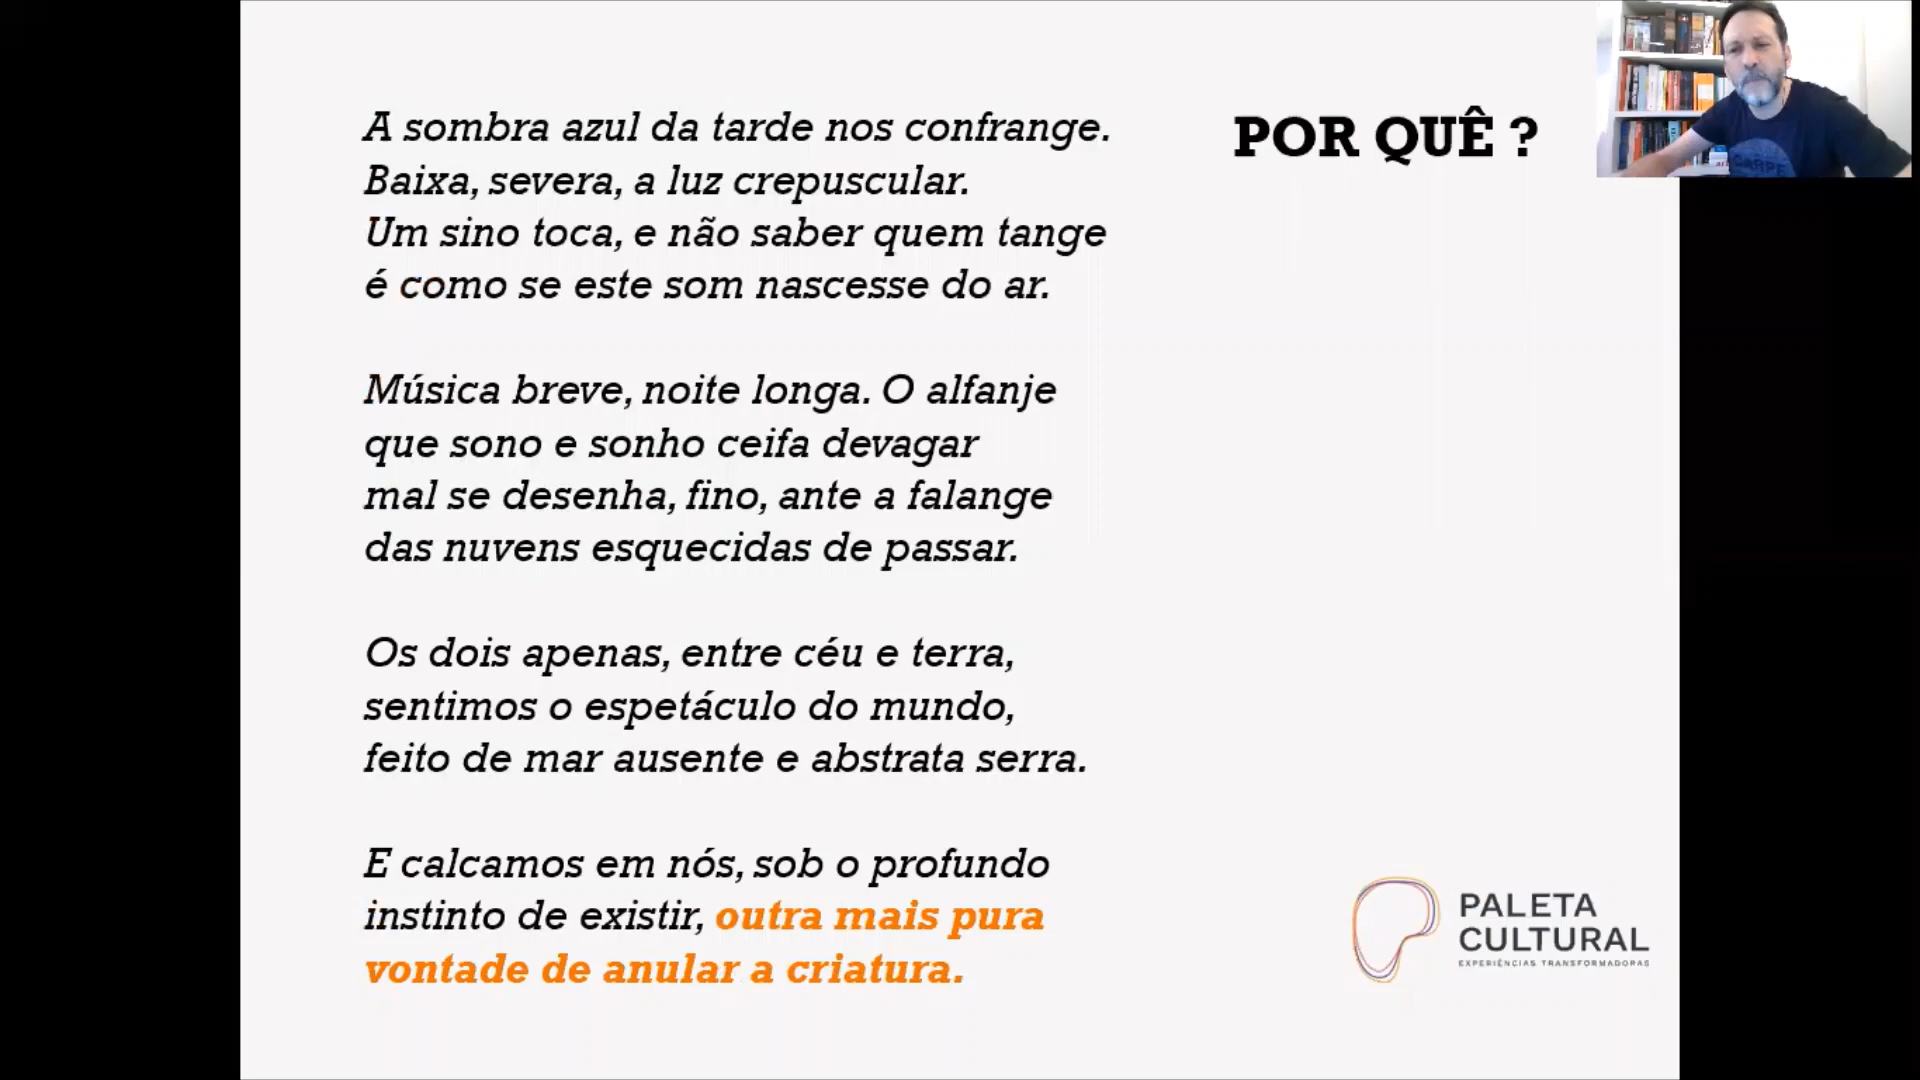 A sombra azul da tarde nos confrange.
Baixa, severa, a luz crepuscular.
Um sino toca, e não saber quem tange
é como se este som nascesse do ar.
Música breve, noite longa. O alfanje
que sono e sonho ceifa devagar
mal se desenha, fino, ante a falange
das nuvens esquecidas de passar.
Os dois apenas, entre céu e terra,
sentimos o espetáculo do mundo,
feito de mar ausente e abstrata serra.
E calcamos em nós, sob o profundo
instinto de existir, outra mais pura
vontade de anular a criatura.
POR QUÊ ?
CARPE
PALETA
CULTURAL
EXPERIÊNCIAS TRANSFORMADORAS